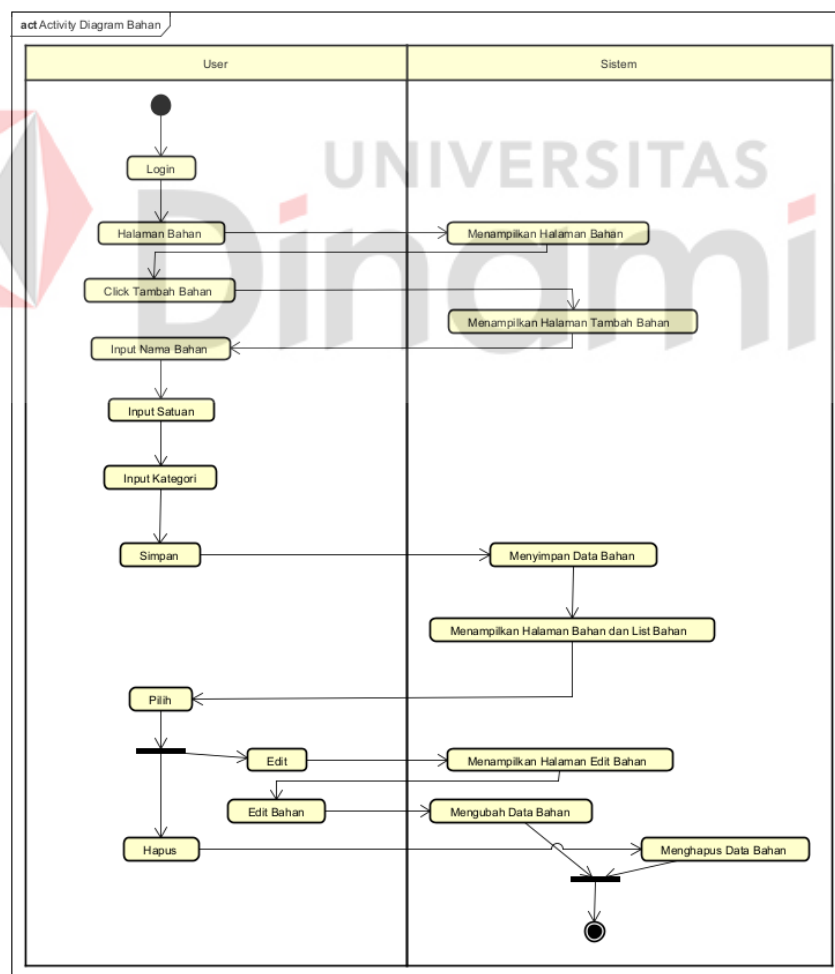 act Activity Diagram Bahan
User
Sistem
UNIVERSITAS
Dinami
Login
Halaman Bahan
Menampilkan Halaman Bahan
Click Tambah Bahan
Menampilkan Halaman Tambah Bahan
Input Nama Bahan
Input Satuan
Input Kategori
Simpan
Menyimpan Data Bahan
Menampilkan Halaman Bahan dan List Bahan
Pilih
Edit
Menampilkan Halaman Edit Bahan
Edit Bahan
Mengubah Data Bahan
Hapus
Menghapus Data Bahan